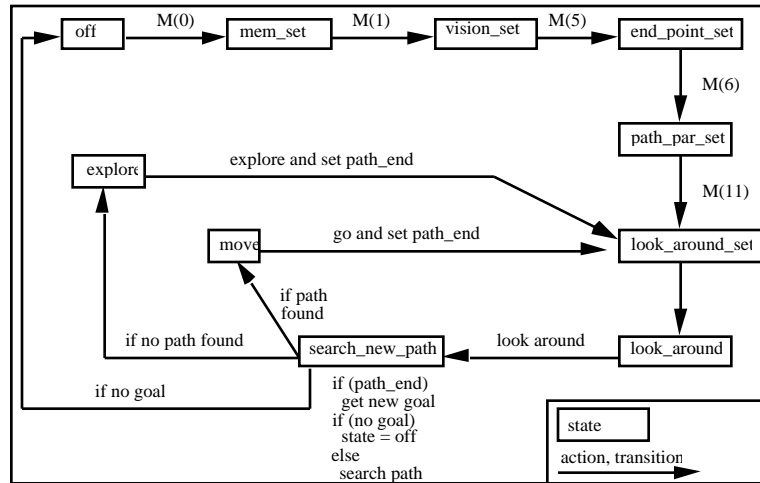 off
M(0)
mem_set
M(1)
vision_set
M(5)
end_point_set
M(6)
path_par_set
M(11)
explore
explore and set path_end
move
go and set path_end
look_around_set
if path
found
if no path found
search_new_path
look around
look_around
if no goal
if (path_end)
get new goal
if (no goal)
state = off
else
search path
state
action, transition